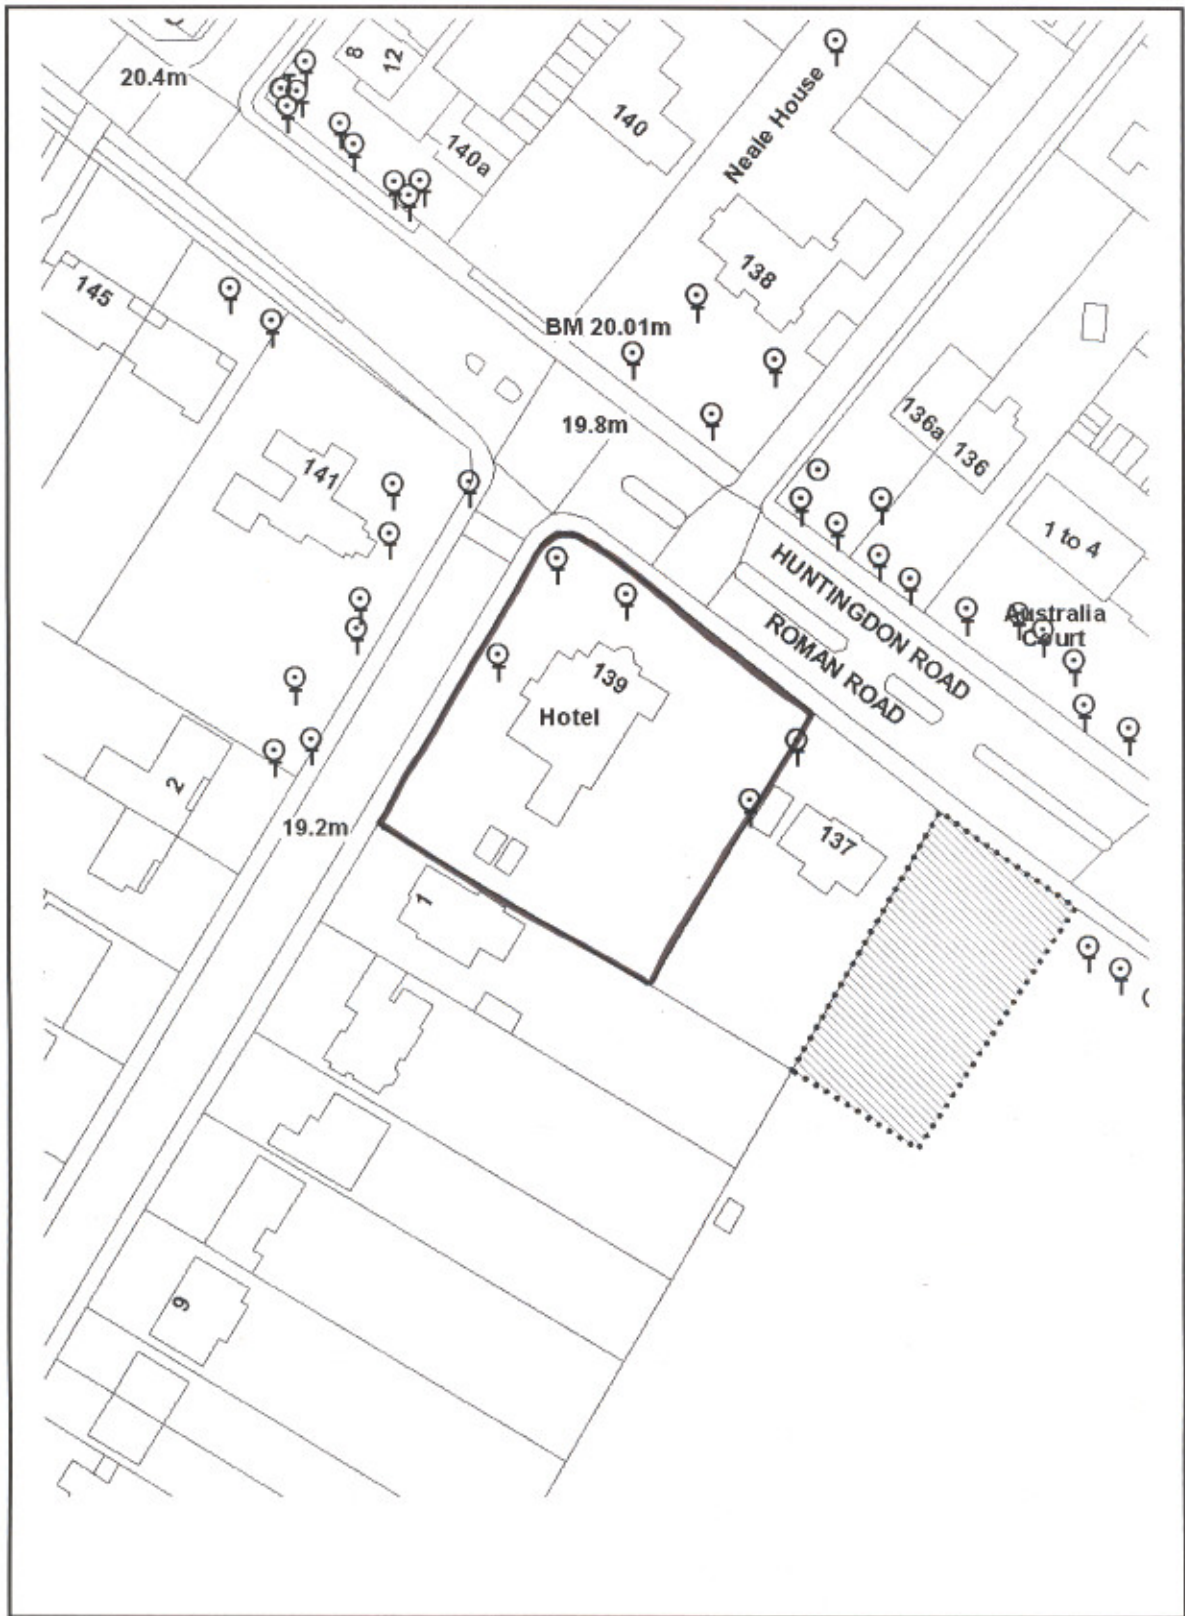 20.4m
8
12
140a
140
Neale House
138
145
BM 20.01m
19.8m
141
136a
136
1 to 4
HUNTINGDON ROAD
ROMAN ROAD
Australia
Court
139
Hotel
2
19.2m
137
1
9